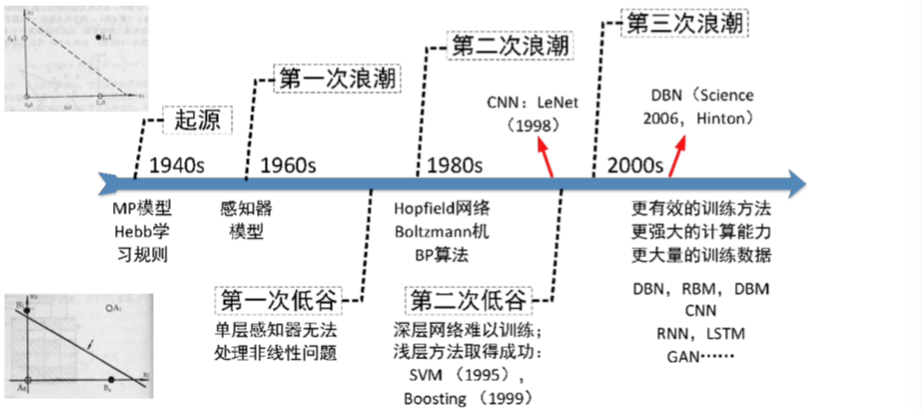 起源
第一次浪潮
第二次浪潮
第三次浪潮
CNN：LeNet
（1998）
DBN（Science
2006，Hinton）
1940s
1960s
1980s
2000s
MP模型
Hebb学
习规则
感知器
模型
Hopfield网络
Boltzmann机
BP算法
更有效的训练方法
更强大的计算能力
更大量的训练数据
DBN，RBM，DBM
CNN
RNN，LSTM
GAN……
第一次低谷
单层感知器无法
处理非线性问题
第二次低谷
深层网络难以训练；
浅层方法取得成功：
SVM （1995），
Boosting （1999）